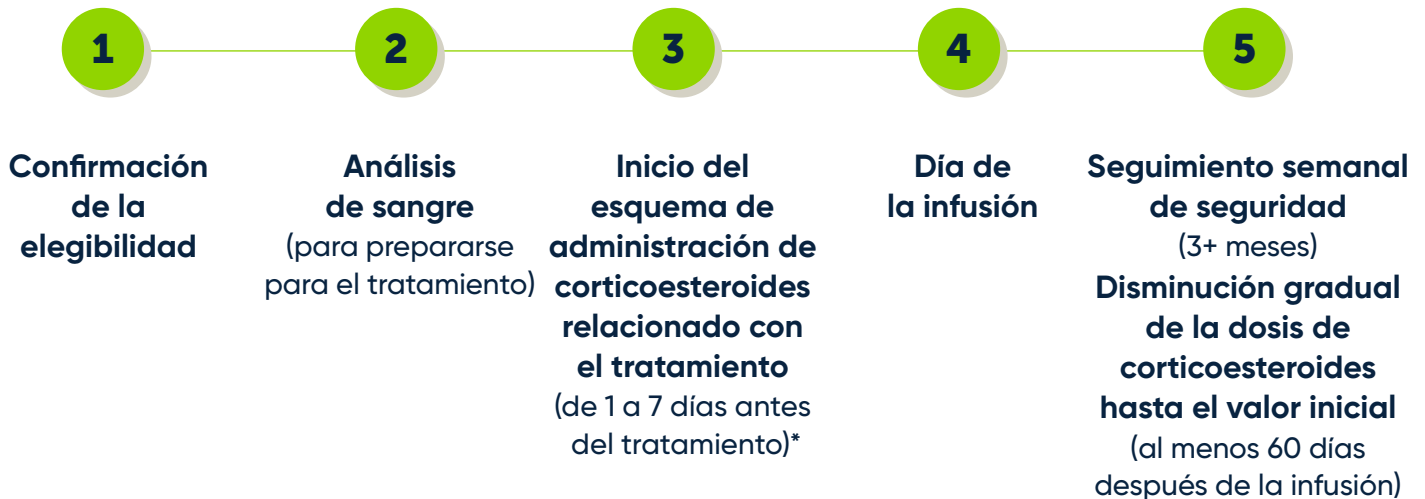 1
2
3
4
5
Confirmación
de la
elegibilidad
Análisis
de sangre
(para prepararse
para el tratamiento)
Inicio del
esquema de
administración de
corticoesteroides
relacionado con
el tratamiento
(de 1 a 7 días antes
del tratamiento)*
Día de
la infusión
Seguimiento semanal
de seguridad
(3+ meses)
Disminución gradual
de la dosis de
corticoesteroides
hasta el valor inicial
(al menos 60 días
después de la infusión)